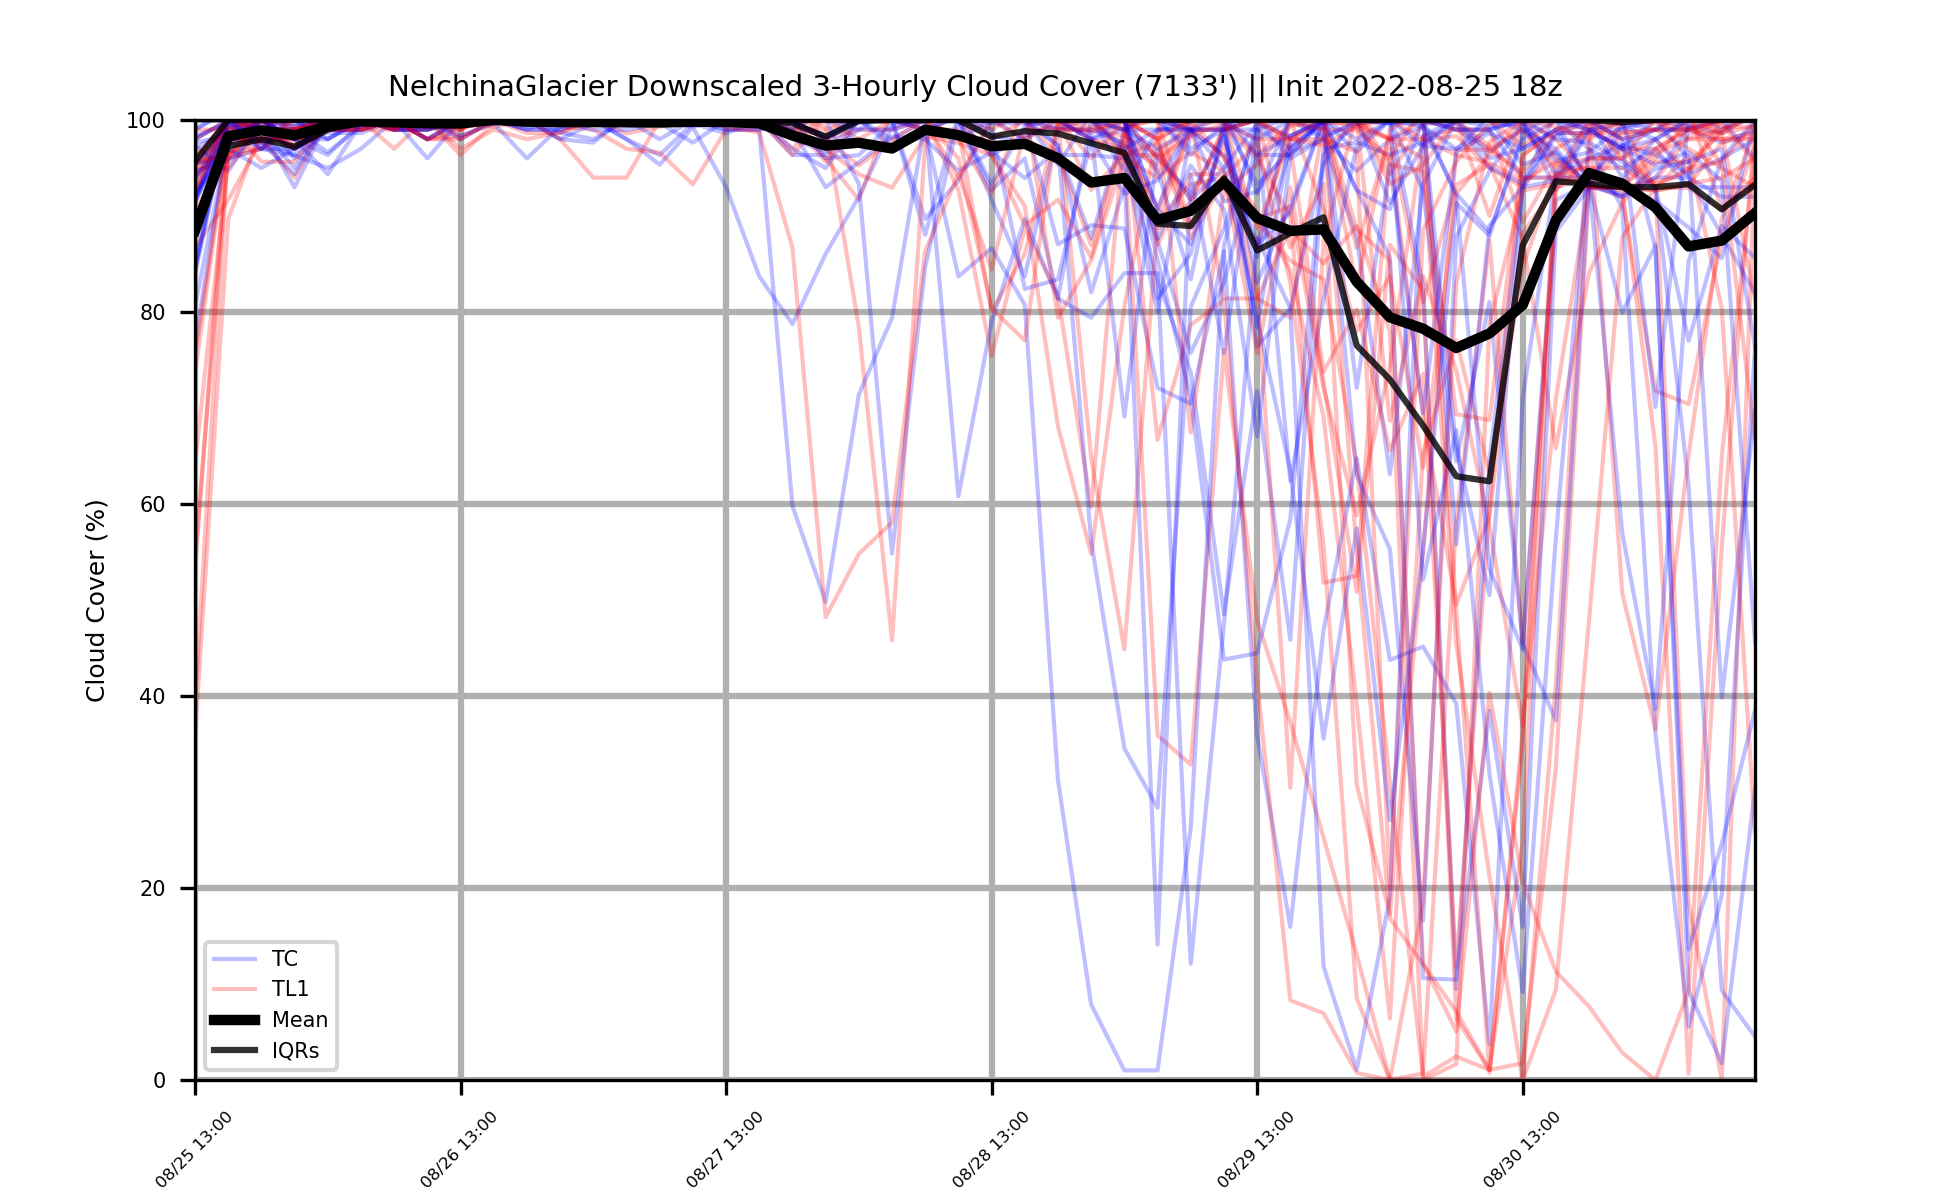 NelchinaGlacier Downscaled 3-Hourly Cloud Cover (7133') || Init 2022-08-25 18z
Cloud Cover (%)
100
80
60
40
20
0
TC
TL1
Mean
IQRs
08/25 13:00
08/26 13:00
08/27 13:00
08/28 13:00
08/29 13:00
08/30 13:00